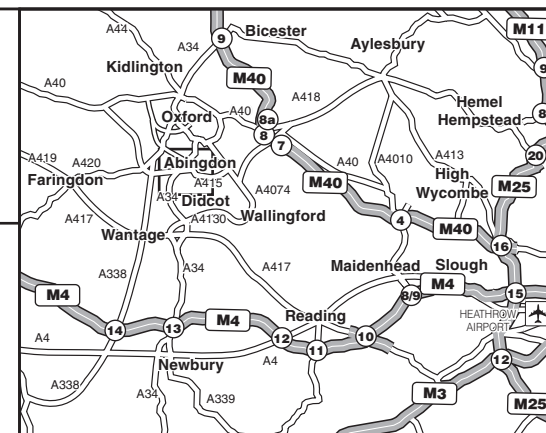 A44
A34
9
Bicester
M11
Aylesbury
Kidlington
9
M40
A40
A418
Hemel
Hempstead
8
Oxford
A40
8a
8
7
20
A419
A420
Abingdon
A40
A4010
A413
High
Wycombe
M25
Faringdon
A415
A4074
M40
A34
Didcot
A417
A4130
Wallingford
4
M40
Wantage
16
A338
A34
A417
Maidenhead
Slough
M4
8/9
M4
15
HEATHROW
AIRPORT
Reading
14
13
M4
12
11
10
A4
A4
12
Newbury
A338
A34
A339
M3
M25